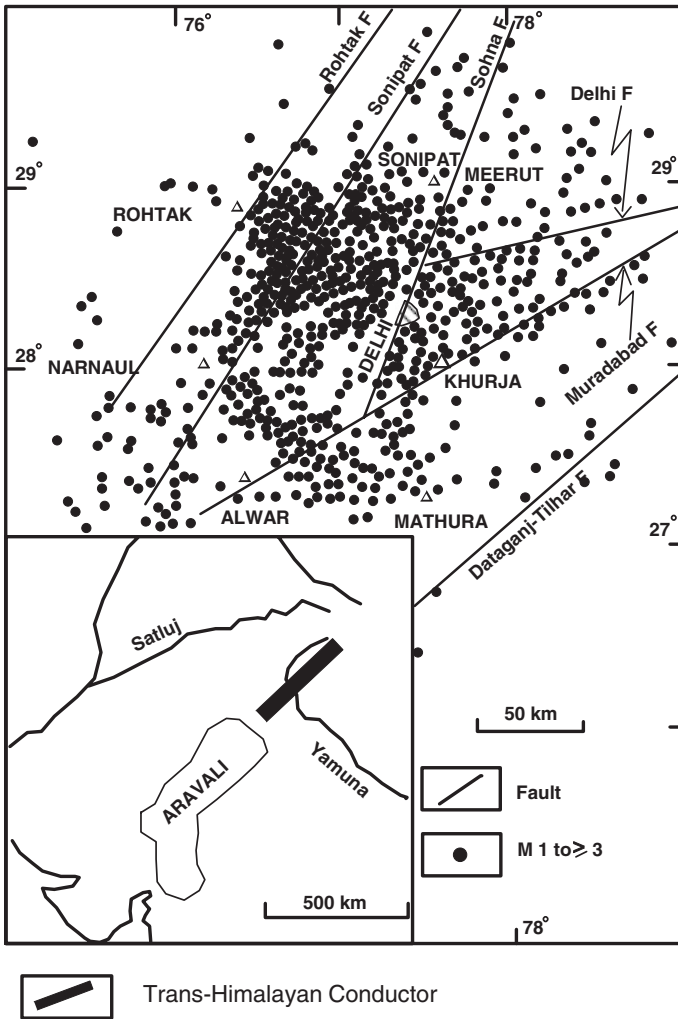 76°
78°
Rohtak F
Sonipat F
Sohna F
Delhi F
29°
SONIPAT
MEERUT
29°
ROHTAK
DELHI
28°
NARNAUL
KHURJA
Muradabad F
ALWAR
MATHURA
Dataganj-Tilhar F
27°
Satluj
50 km
Yamuna
ARAVALI
Fault
M 1 to ≥ 3
500 km
78°
Trans-Himalayan Conductor